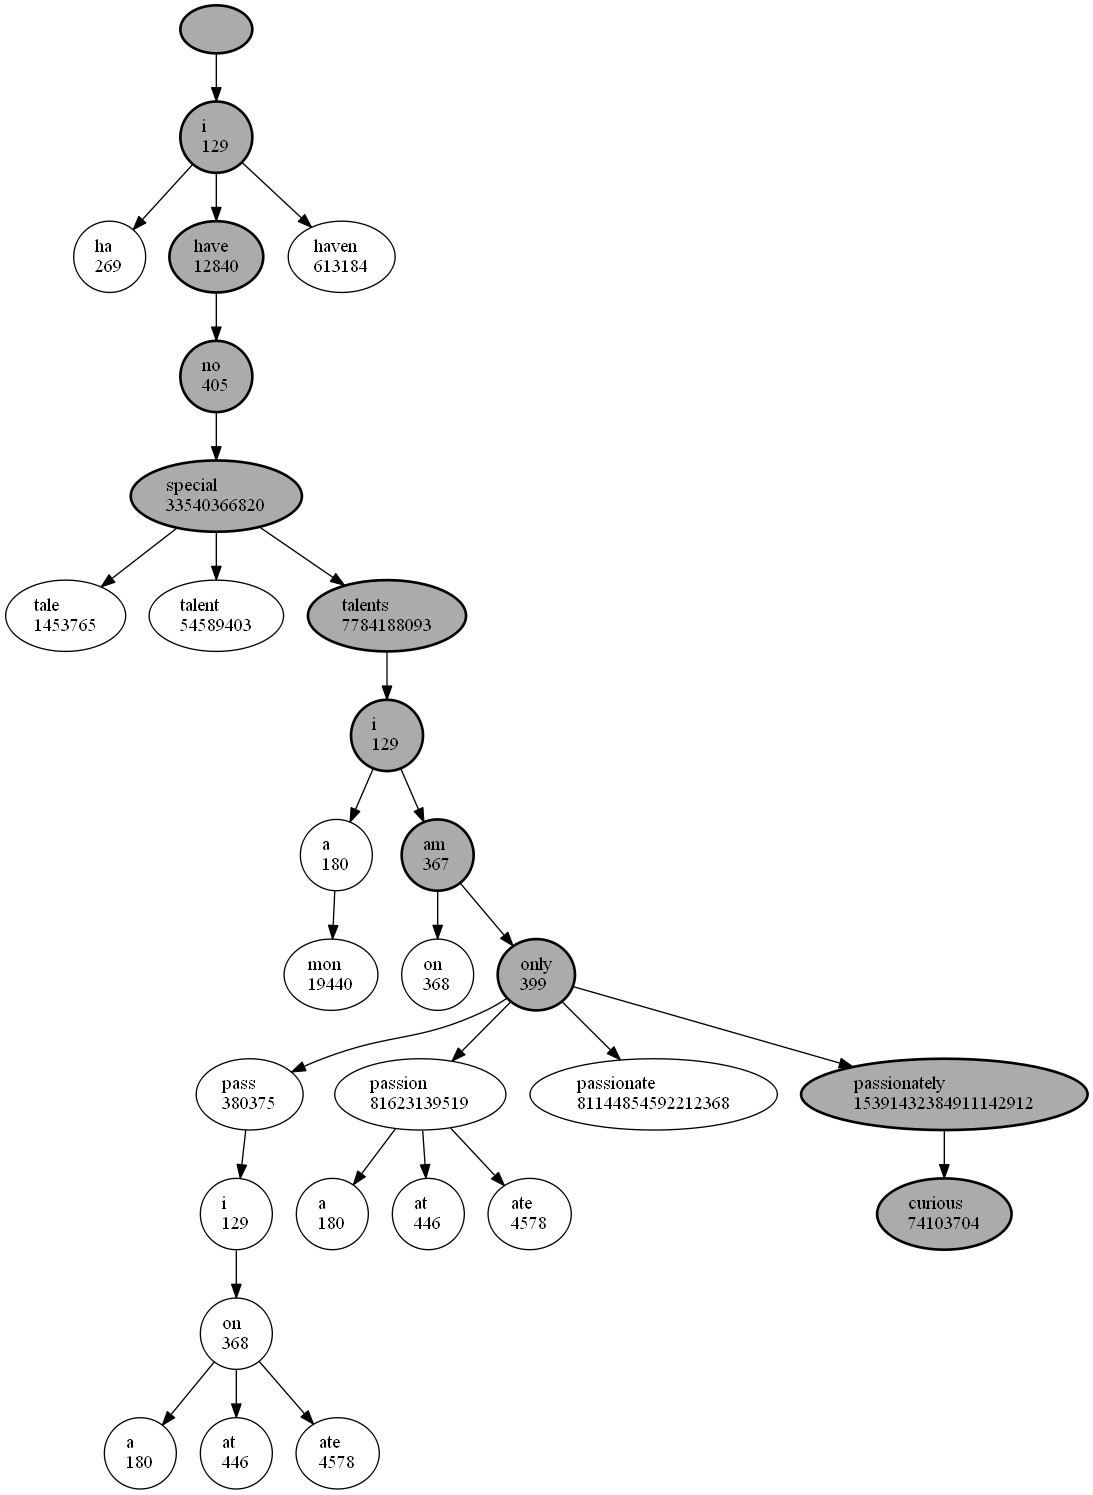 i
129
ha
269
have
12840
haven
613184
no
405
special
33540366820
tale
1453765
talent
54589403
talents
7784188093
i
129
a
180
am
367
mon
19440
on
368
only
399
pass
380375
passion
81623139519
passionate
81144854592212368
passionately
15391432384911142912
i
129
a
180
at
446
ate
4578
curious
74103704
on
368
a
180
at
446
ate
4578